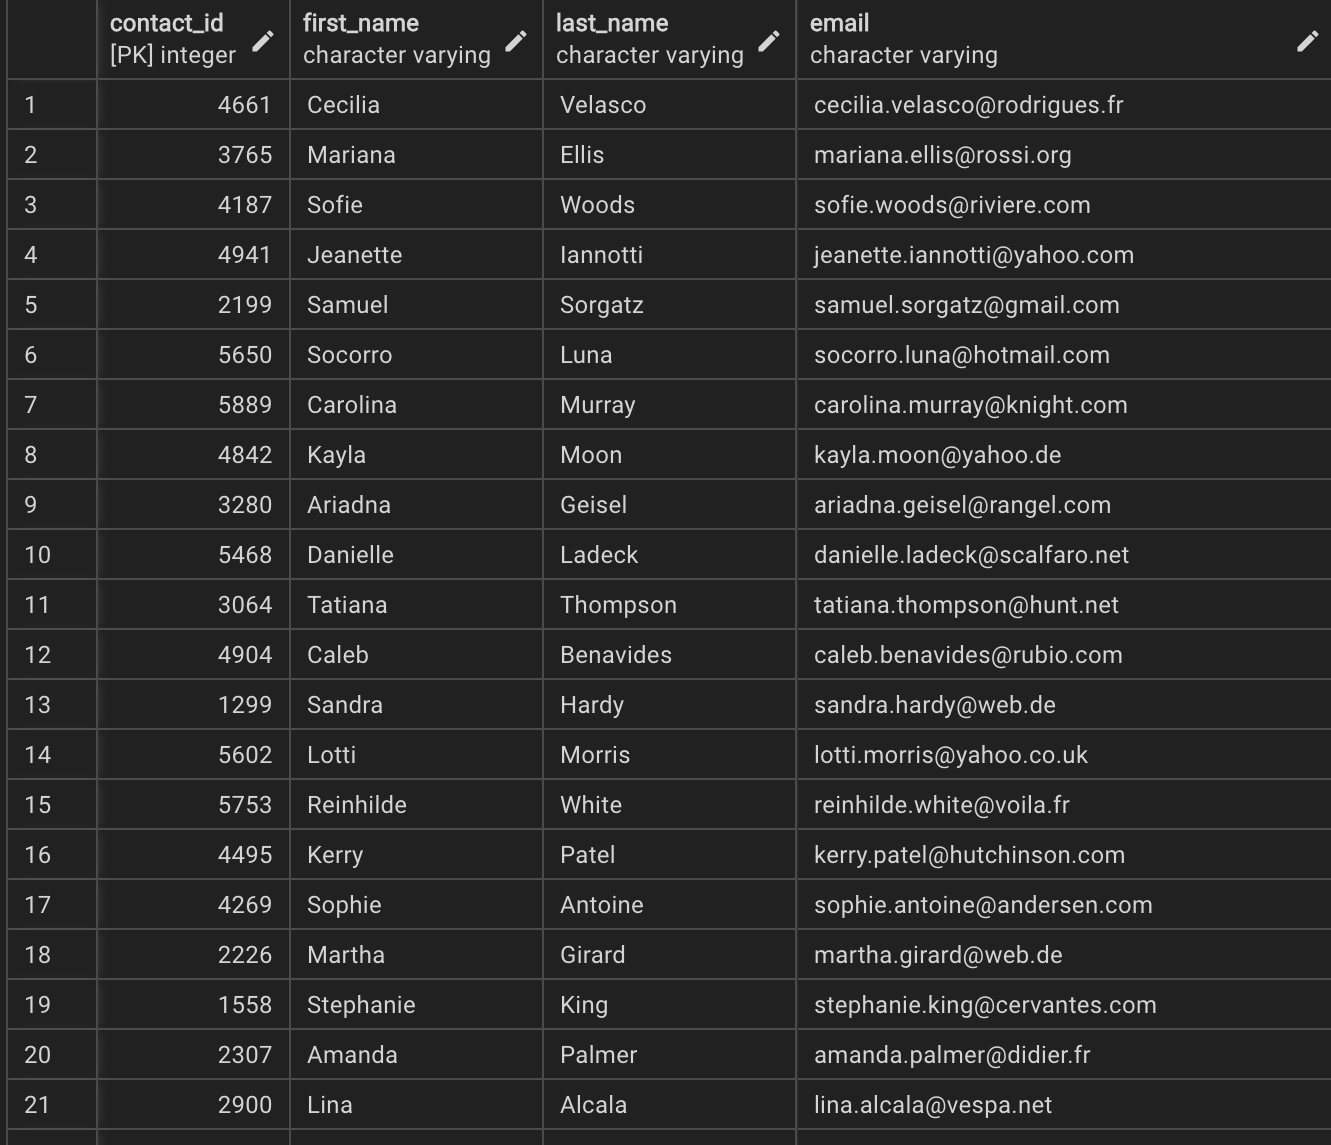 contact_id first_name last_name email
[PK] integer character varying character varying character varying
1 4661 Cecilia Velasco cecilia.velasco@rodrigues.fr
2 3765 Mariana Ellis mariana.ellis@rossi.org
3 4187 Sofie Woods sofie.woods@riviere.com
4 4941 Jeanette Iannotti jeanette.iannotti@yahoo.com
5 2199 Samuel Sorgatz samuel.sorgatz@gmail.com
6 5650 Socorro Luna socorro.luna@hotmail.com
7 5889 Carolina Murray carolina.murray@knight.com
8 4842 Kayla Moon kayla.moon@yahoo.de
9 3280 Ariadna Geisel ariadna.geisel@rangel.com
10 5468 Danielle Ladeck danielle.ladeck@scalfaro.net
11 3064 Tatiana Thompson tatiana.thompson@hunt.net
12 4904 Caleb Benavides caleb.benavides@rubio.com
13 1299 Sandra Hardy sandra.hardy@web.de
14 5602 Lotti Morris lotti.morris@yahoo.co.uk
15 5753 Reinhilde White reinhilde.white@voila.fr
16 4495 Kerry Patel kerry.patel@hutchinson.com
17 4269 Sophie Antoine sophie.antoine@andersen.com
18 2226 Martha Girard martha.girard@web.de
19 1558 Stephanie King stephanie.king@cervantes.com
20 2307 Amanda Palmer amanda.palmer@didier.fr
21 2900 Lina Alcala lina.alcala@vespa.net